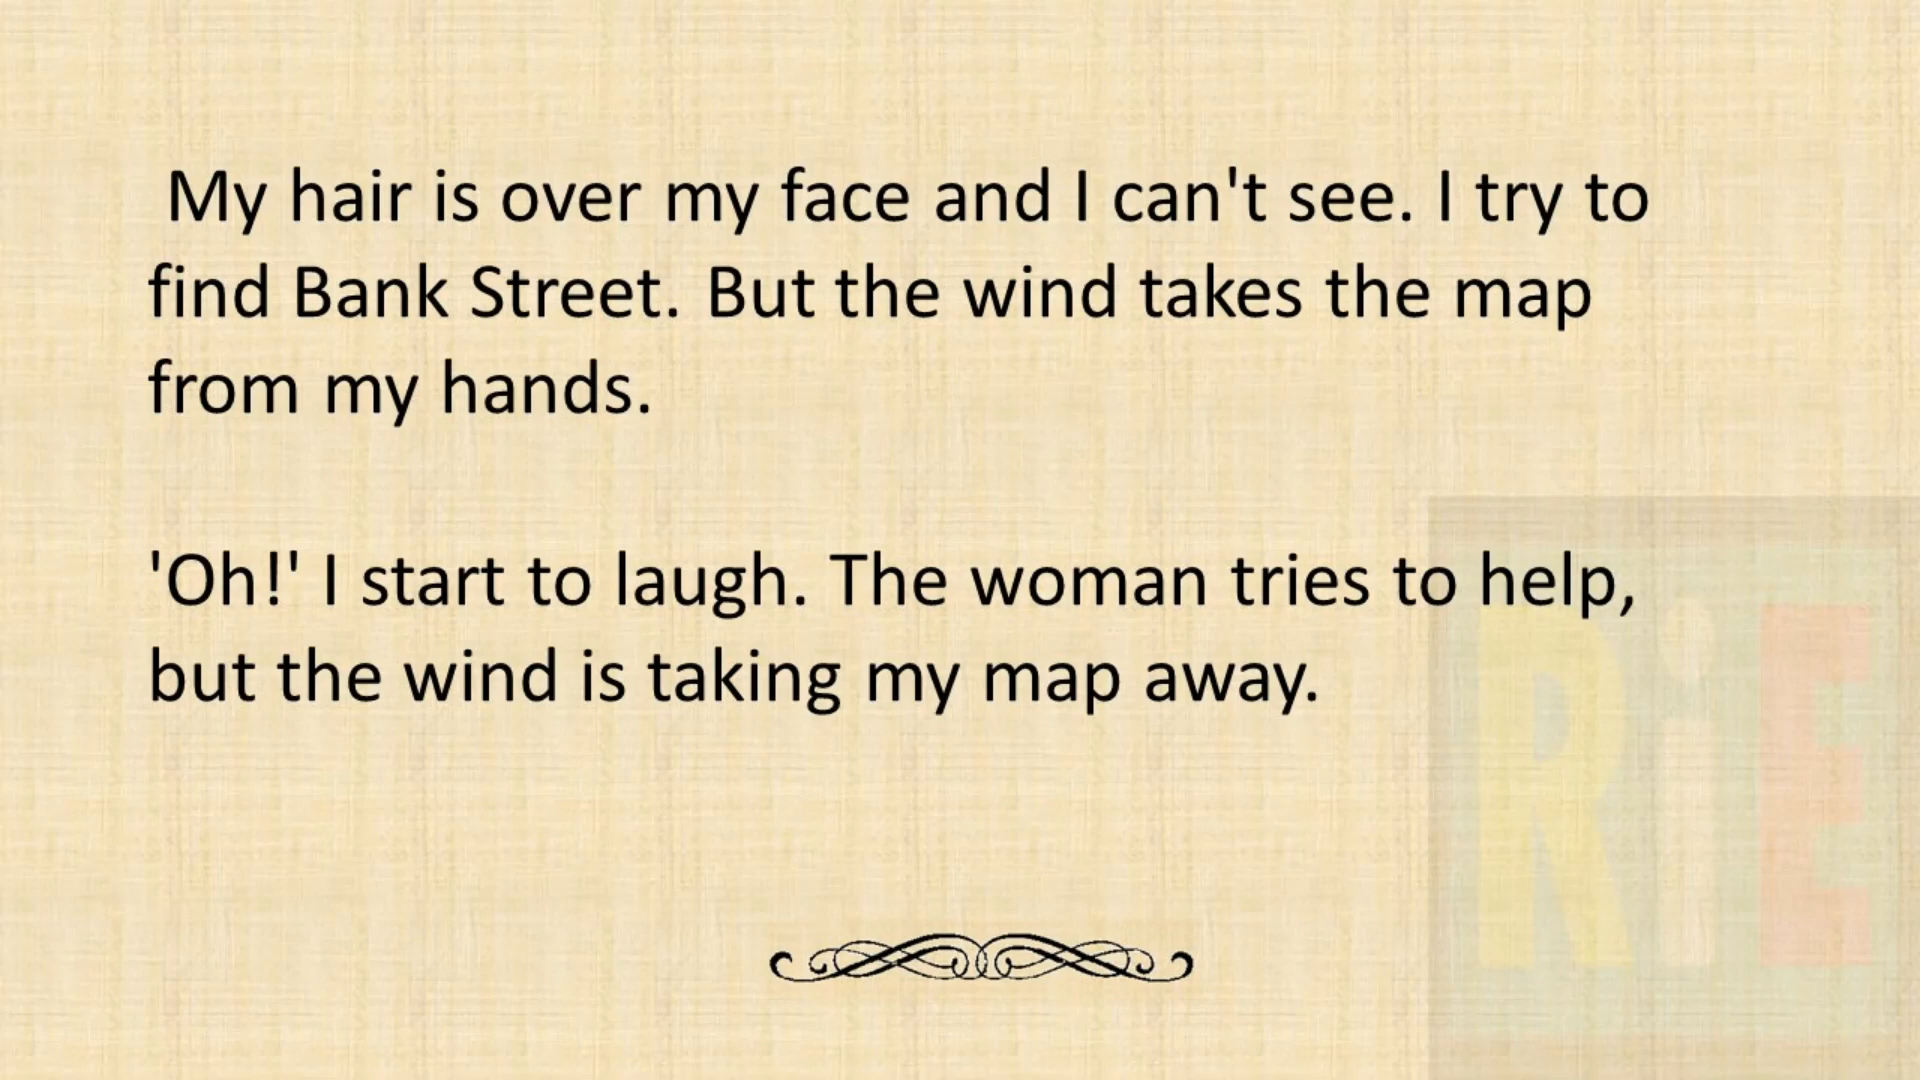 My hair is over my face and I can't see. I try to
find Bank Street. But the wind takes the map
from my hands.
'Oh!' I start to laugh. The woman tries to help,
but the wind is taking my map away.
RiE